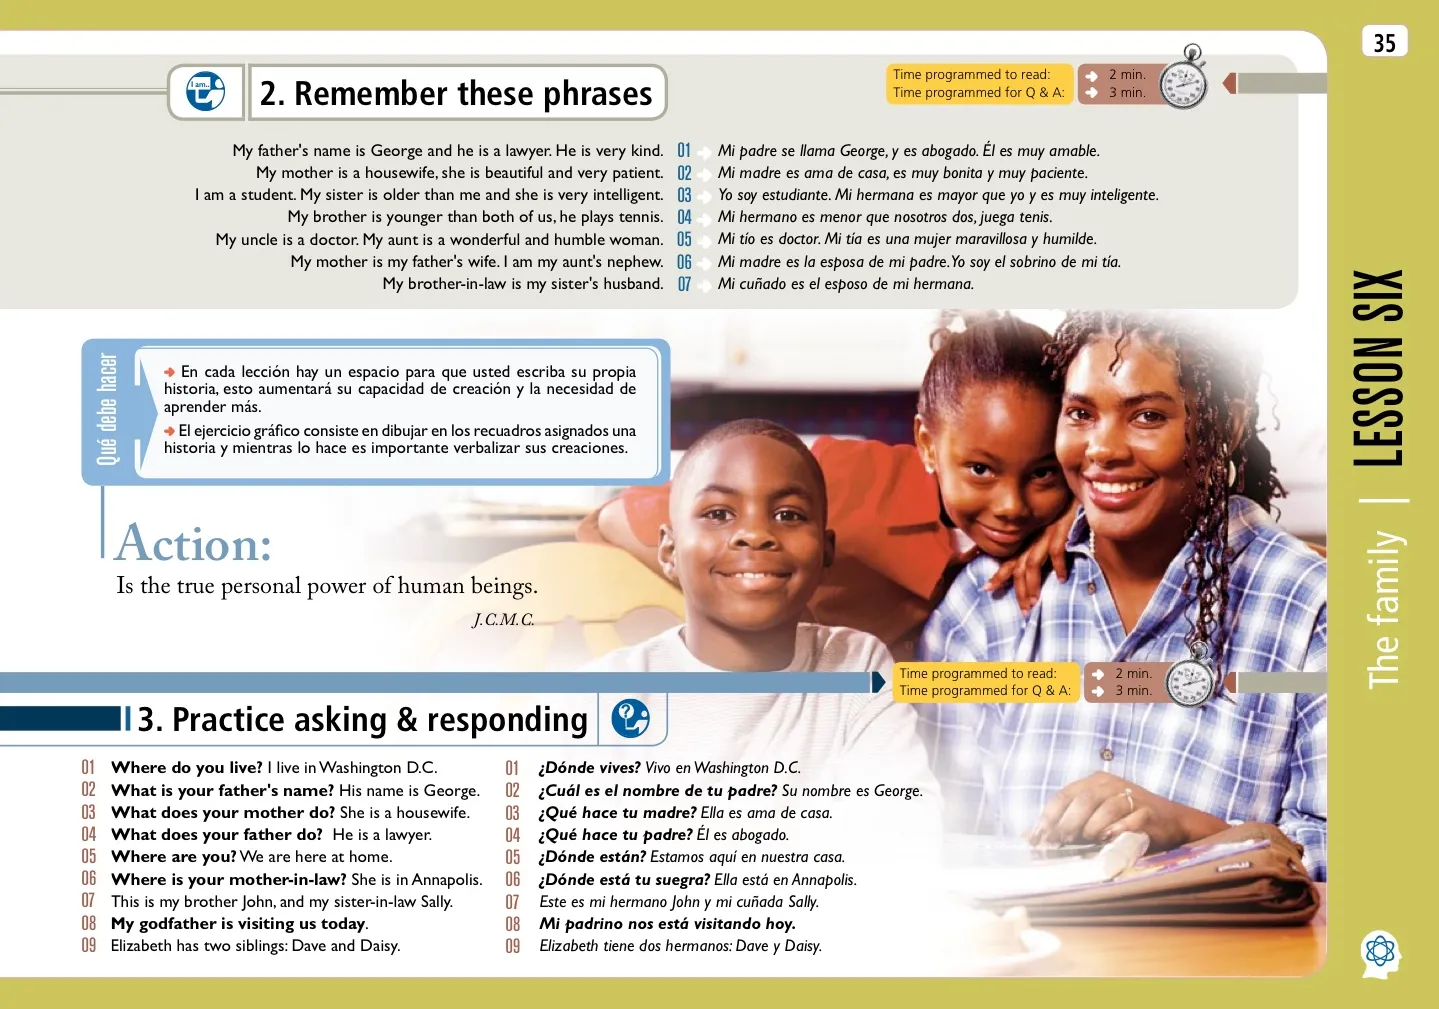 35
I am...
2. Remember these phrases
Time programmed to read: 2 min.
Time programmed for Q & A: 3 min.
My father's name is George and he is a lawyer. He is very kind. 01 Mi padre se llama George, y es abogado. Él es muy amable.
My mother is a housewife, she is beautiful and very patient. 02 Mi madre es ama de casa, es muy bonita y muy paciente.
I am a student. My sister is older than me and she is very intelligent. 03 Yo soy estudiante. Mi hermana es mayor que yo y es muy inteligente.
My brother is younger than both of us, he plays tennis. 04 Mi hermano es menor que nosotros dos, juega tenis.
My uncle is a doctor. My aunt is a wonderful and humble woman. 05 Mi tío es doctor. Mi tía es una mujer maravillosa y humilde.
My mother is my father's wife. I am my aunt's nephew. 06 Mi madre es la esposa de mi padre. Yo soy el sobrino de mi tía.
My brother-in-law is my sister's husband. 07 Mi cuñado es el esposo de mi hermana.
Qué debe hacer
En cada lección hay un espacio para que usted escriba su propia
historia, esto aumentará su capacidad de creación y la necesidad de
aprender más.
El ejercicio gráfico consiste en dibujar en los recuadros asignados una
historia y mientras lo hace es importante verbalizar sus creaciones.
Action:
Is the true personal power of human beings.
J.C.M.C.
Time programmed to read: 2 min.
Time programmed for Q & A: 3 min.
3. Practice asking & responding
01 Where do you live? I live in Washington D.C.
02 What is your father's name? His name is George.
03 What does your mother do? She is a housewife.
04 What does your father do? He is a lawyer.
05 Where are you? We are here at home.
06 Where is your mother-in-law? She is in Annapolis.
07 This is my brother John, and my sister-in-law Sally.
08 My godfather is visiting us today.
09 Elizabeth has two siblings: Dave and Daisy.
01 ¿Dónde vives? Vivo en Washington D.C.
02 ¿Cuál es el nombre de tu padre? Su nombre es George.
03 ¿Qué hace tu madre? Ella es ama de casa.
04 ¿Qué hace tu padre? Él es abogado.
05 ¿Dónde están? Estamos aquí en nuestra casa.
06 ¿Dónde está tu suegra? Ella está en Annapolis.
07 Este es mi hermano John y mi cuñada Sally.
08 Mi padrino nos está visitando hoy.
09 Elizabeth tiene dos hermanos: Dave y Daisy.
The family | LESSON SIX